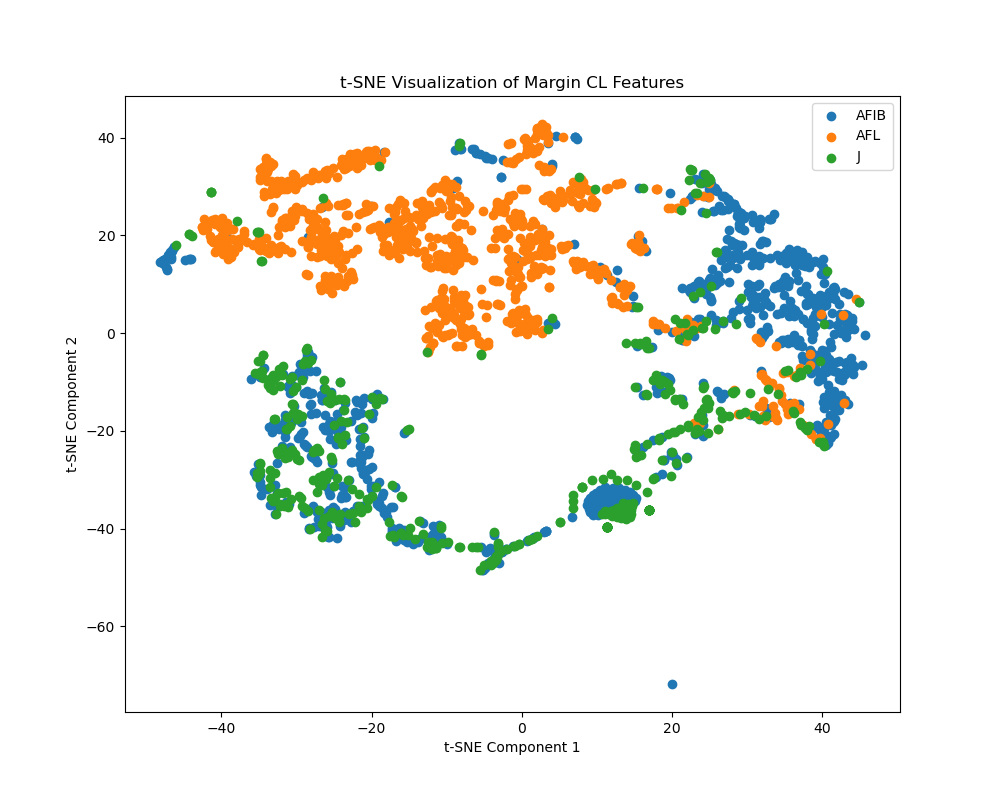 t-SNE Visualization of Margin CL Features
AFIB
AFL
J
40
20
0
−20
−40
−60
t-SNE Component 2
−40
−20
0
20
40
t-SNE Component 1